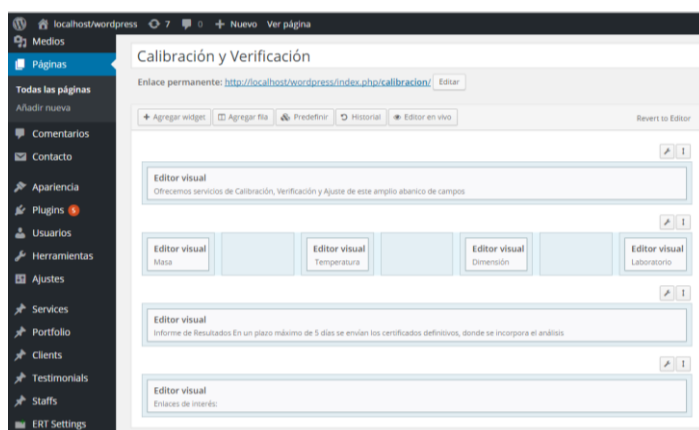 localhost/wordpress 7 0 + Nuevo Ver página
Medios
Páginas
Todas las páginas
Añadir nueva
Comentarios
Contacto
Apariencia
Plugins 5
Usuarios
Herramientas
Ajustes
Services
Portfolio
Clients
Testimonials
Staffs
ERT Settings
Calibración y Verificación
Enlace permanente: http://localhost/wordpress/index.php/calibracion/ Editar
+ Agregar widget Agregar fila Predefinir Historial Editor en vivo Revert to Editor
Editor visual
Ofrecemos servicios de Calibración, Verificación y Ajuste de este amplio abanico de campos
Editor visual Editor visual Editor visual Editor visual
Masa Temperatura Dimensión Laboratorio
Editor visual
Informe de Resultados En un plazo máximo de 5 días se envían los certificados definitivos, donde se incorpora el análisis
Editor visual
Enlaces de interés: